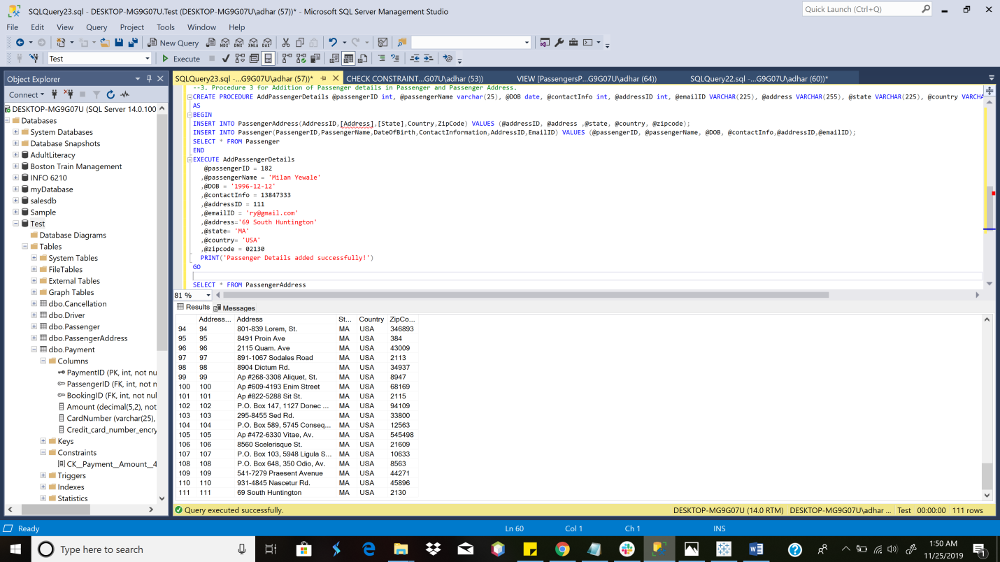 SQLQuery23.sql - DESKTOP-MG9G07U.Test (DESKTOP-MG9G07U\adhar (57))* - Microsoft SQL Server Management Studio
Quick Launch (Ctrl+Q)
File Edit View Query Project Tools Window Help
New Query MDX DMX XMLA DAX
Test Execute
Object Explorer
Connect
DESKTOP-MG9G07U (SQL Server 14.0.100
Databases
System Databases
Database Snapshots
AdultLiteracy
Boston Train Management
INFO 6210
myDatabase
salesdb
Sample
Test
Database Diagrams
Tables
System Tables
FileTables
External Tables
Graph Tables
dbo.Cancellation
dbo.Driver
dbo.Passenger
dbo.PassengerAddress
dbo.Payment
Columns
PaymentID (PK, int, not nu
PassengerID (FK, int, not n
BookingID (FK, int, not nul
Amount (decimal(5,2), not
CardNumber (varchar(25),
Credit_card_number_encry
Keys
Constraints
CK__Payment__Amount__4
Triggers
Indexes
Statistics
SQLQuery23.sql -...G9G07U\adhar (57))* CHECK CONSTRAINT...G07U\adhar (53)) VIEW [PassengersP...G9G07U\adhar (64)) SQLQuery22.sql -...G9G07U\adhar (60))*
--3. Procedure 3 for Addition of Passenger details in Passenger and Passenger Address.
CREATE PROCEDURE AddPassengerDetails @passengerID int, @passengerName varchar(25), @DOB date, @contactInfo int, @addressID int, @emailID VARCHAR(225), @address VARCHAR(255), @state VARCHAR(225), @country VARCHA
AS
BEGIN
INSERT INTO PassengerAddress(AddressID,[Address],[State],Country,ZipCode) VALUES (@addressID, @address ,@state, @country, @zipcode);
INSERT INTO Passenger(PassengerID,PassengerName,DateOfBirth,ContactInformation,AddressID,EmailID) VALUES (@passengerID, @passengerName, @DOB, @contactInfo,@addressID,@emailID);
SELECT * FROM Passenger
END
EXECUTE AddPassengerDetails
@passengerID = 182
,@passengerName = 'Milan Yewale'
,@DOB = '1996-12-12'
,@contactInfo = 13847333
,@addressID = 111
,@emailID = 'ry@gmail.com'
,@address='69 South Huntington'
,@state= 'MA'
,@country= 'USA'
,@zipcode = 02130
PRINT('Passenger Details added successfully!')
GO
SELECT * FROM PassengerAddress
81 %
Results Messages
Address... Address St... Country ZipCo...
94 94 801-839 Lorem, St. MA USA 346893
95 95 8491 Proin Ave MA USA 384
96 96 2115 Quam. Ave MA USA 43009
97 97 891-1067 Sodales Road MA USA 2113
98 98 8904 Dictum Rd. MA USA 34937
99 99 Ap #268-3308 Aliquet, St. MA USA 8947
100 100 Ap #609-4193 Enim Street MA USA 68169
101 101 Ap #822-5288 Sit St. MA USA 2115
102 102 P.O. Box 147, 1127 Donec ... MA USA 94109
103 103 295-8455 Sed Rd. MA USA 33800
104 104 P.O. Box 589, 5745 Conseq... MA USA 12563
105 105 Ap #472-6330 Vitae, Av. MA USA 545498
106 106 8560 Scelerisque St. MA USA 21609
107 107 P.O. Box 103, 5948 Ligula S... MA USA 10633
108 108 P.O. Box 648, 350 Odio, Av. MA USA 8563
109 109 541-7279 Praesent Avenue MA USA 44271
110 110 931-4845 Nascetur Rd. MA USA 45896
111 111 69 South Huntington MA USA 2130
Query executed successfully. DESKTOP-MG9G07U (14.0 RTM) DESKTOP-MG9G07U\adhar ... Test 00:00:00 111 rows
Ready Ln 60 Col 1 Ch 1 INS
Type here to search
1:50 AM
11/25/2019
1